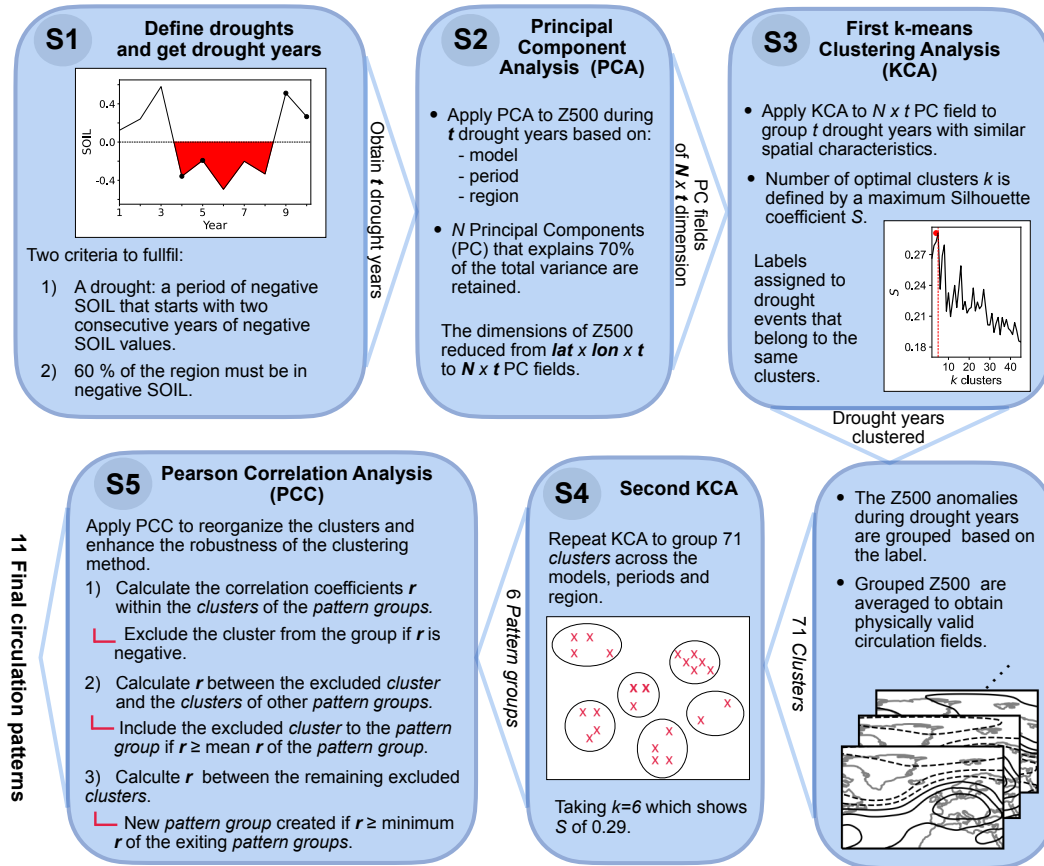 S1
Define droughts
and get drought years
0.6
0.0
-0.4
SOIL
1
3
5
7
9
Year
Two criteria to fullfil:
1) A drought: a period of negative
SOIL that starts with two
consecutive years of negative
SOIL values.
2) 60 % of the region must be in
negative SOIL.
Obtain t drought
years
S2
Principal
Component
Analysis (PCA)
• Apply PCA to Z500 during
t drought years based on:
- model
- period
- region
• N Principal Components
(PC) that explains 70%
of the total variance are
retained.
The dimensions of Z500
reduced from lat x lon x t
to N x t PC fields.
PC fields
of N x t dimension
S3
First k-means
Clustering Analysis
(KCA)
• Apply KCA to N x t PC field to
group t drought years with similar
spatial characteristics.
• Number of optimal clusters k is
defined by a maximum Silhouette
coefficient S.
Labels
assigned to
drought
events that
belong to the
same
clusters.
0.27
0.24
0.21
0.18
S
10 20 30 40
k clusters
Drought years
clustered
• The Z500 anomalies
during drought years
are grouped based on
the label.
• Grouped Z500 are
averaged to obtain
physically valid
circulation fields.
71 Clusters
S4
Second KCA
Repeat KCA to group 71
clusters across the
models, periods and
region.
x x
x x
x
x x
x x x
x x
x x
x
x x
x
x
x
x
x
x
x
x x
Taking k=6 which shows
S of 0.29.
6 Pattern groups
S5
Pearson Correlation Analysis
(PCC)
Apply PCC to reorganize the clusters and
enhance the robustness of the clustering
method.
1) Calculate the correlation coefficients r
within the clusters of the pattern groups.
Exclude the cluster from the group if r is
negative.
2) Calculate r between the excluded cluster
and the clusters of other pattern groups.
Include the excluded cluster to the pattern
group if r ≥ mean r of the pattern group.
3) Calculte r between the remaining excluded
clusters.
New pattern group created if r ≥ minimum
r of the exiting pattern groups.
11 Final circulation patterns